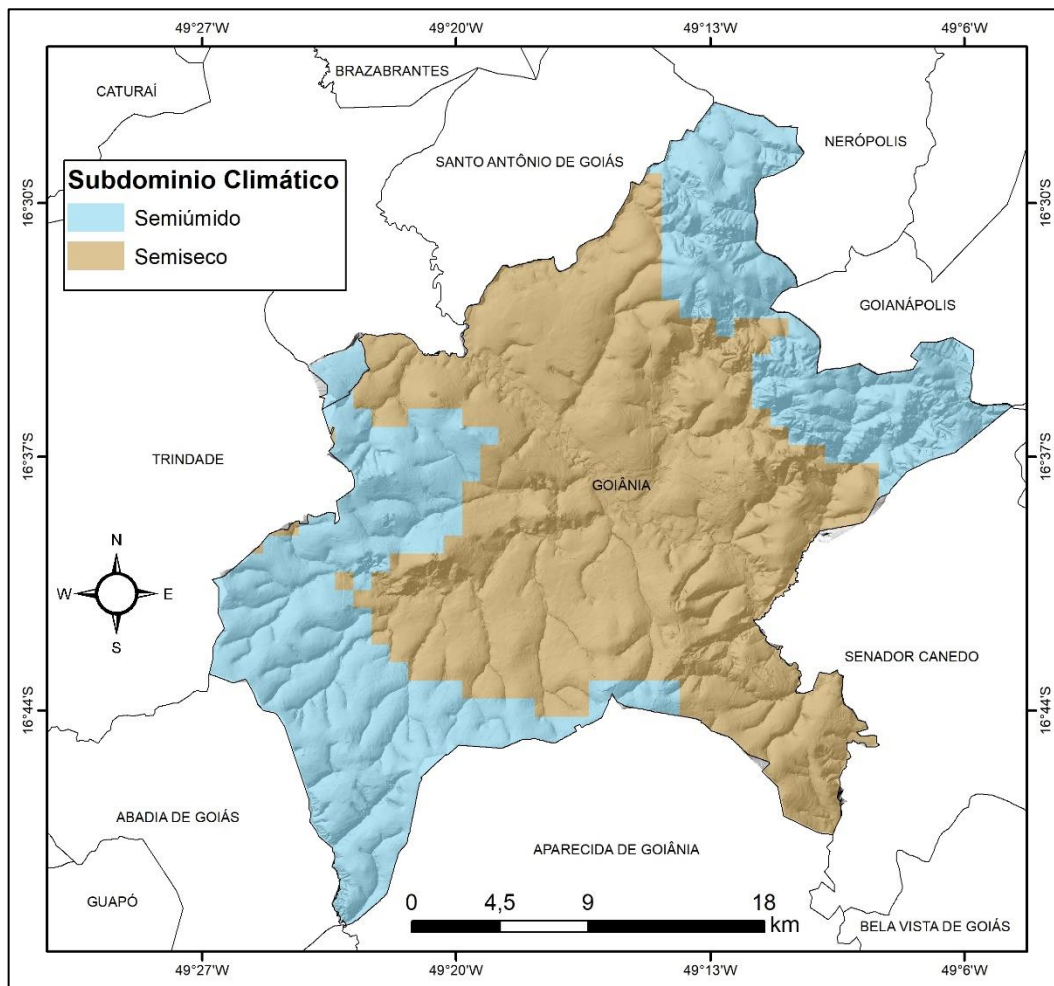 49°27'W 49°20'W 49°13'W 49°6'W
BRAZABRANTES
CATURAÍ
NERÓPOLIS
SANTO ANTÔNIO DE GOIÁS
Subdominio Climático
Semiúmido
Semiseco
16°30'S 16°30'S
GOIANÁPOLIS
16°37'S 16°37'S
TRINDADE
GOIÂNIA
N
W E
S
SENADOR CANEDO
16°44'S 16°44'S
ABADIA DE GOIÁS
APARECIDA DE GOIÂNIA
GUAPÓ
0 4,5 9 18
km
BELA VISTA DE GOIÁS
49°27'W 49°20'W 49°13'W 49°6'W